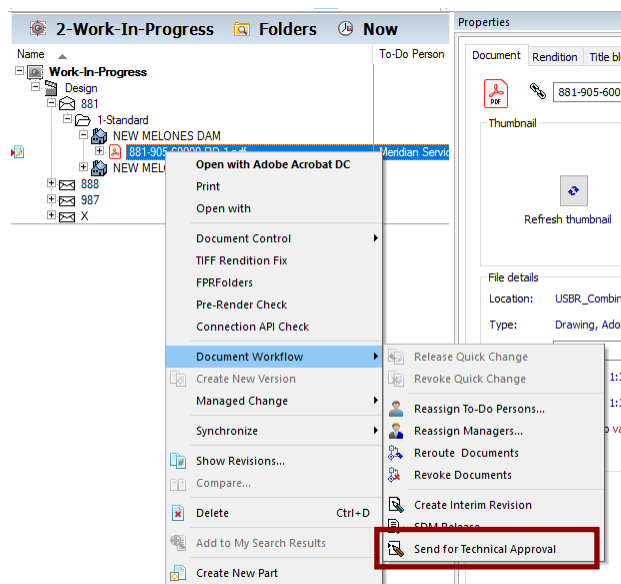 2-Work-In-Progress Folders Now
Properties
Name To-Do Person
Document Rendition Title bl
Work-In-Progress
Design
881
881-905-600
PDF
1-Standard
Thumbnail
NEW MELONES DAM
Meridian Servic
NEW MEL
888
987
X
Open with Adobe Acrobat DC
Print
Open with
Document Control
TIFF Rendition Fix
FPRFolders
Pre-Render Check
Connection API Check
Document Workflow
Create New Version
Managed Change
Synchronize
Show Revisions...
Compare...
Delete Ctrl+D
Add to My Search Results
Create New Part
Refresh thumbnail
File details
Location: USBR_Combin
Type: Drawing, Ado
Release Quick Change
Revoke Quick Change
Reassign To-Do Persons...
Reassign Managers...
Reroute Documents
Revoke Documents
Create Interim Revision
SDM Release
Send for Technical Approval